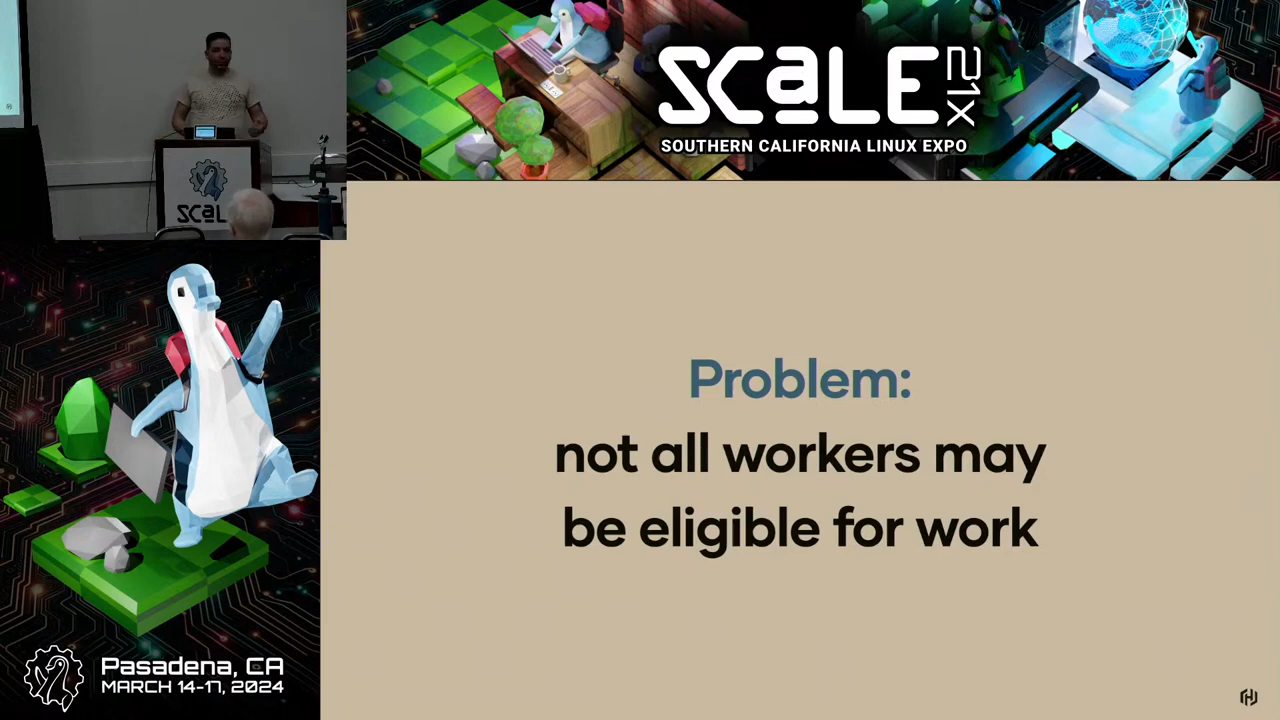 SCaLE 21X
SOUTHERN CALIFORNIA LINUX EXPO
SCaL
Problem:
not all workers may
be eligible for work
Pasadena, CA
MARCH 14-17, 2024